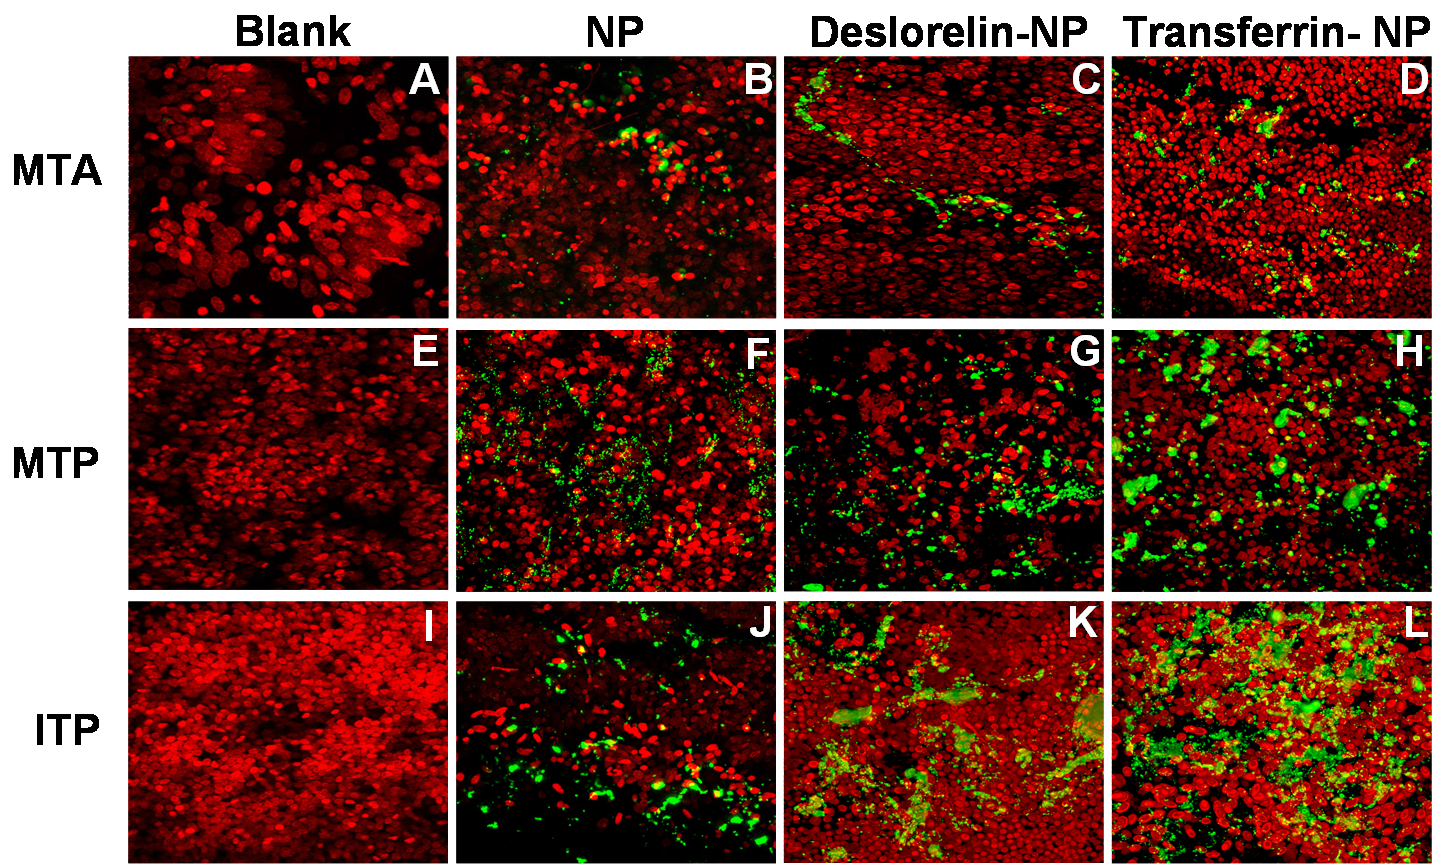 Blank NP Deslorelin-NP Transferrin- NP
MTA A B C D
MTP E F G H
ITP I J K L